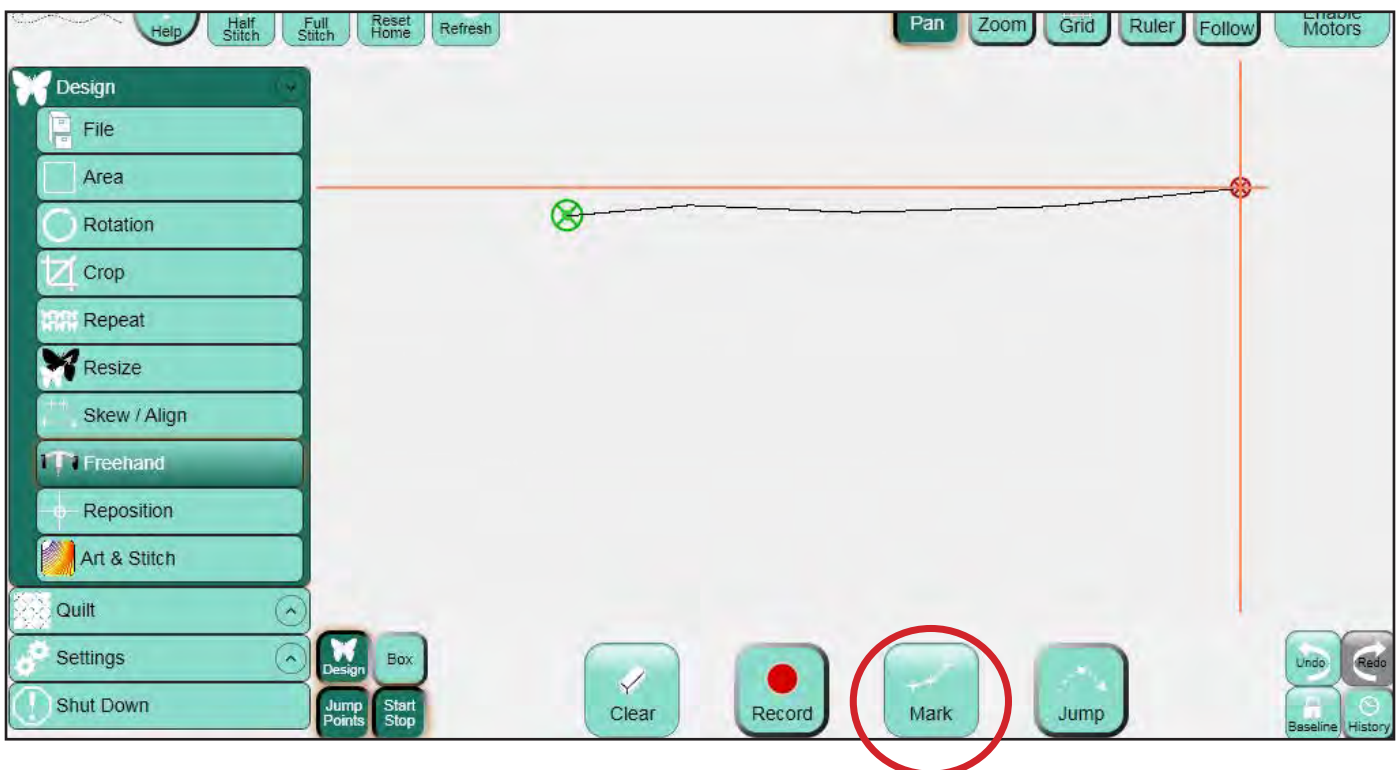 Help
Half
Stitch
Full
Stitch
Reset
Home
Refresh
Pan
Zoom
Grid
Ruler
Follow
Enable
Motors
Design
File
Area
Rotation
Crop
Repeat
Resize
Skew / Align
Freehand
Reposition
Art & Stitch
Quilt
Settings
Shut Down
Design
Box
Jump
Points
Start
Stop
Clear
Record
Mark
Jump
Undo
Redo
Baseline
History